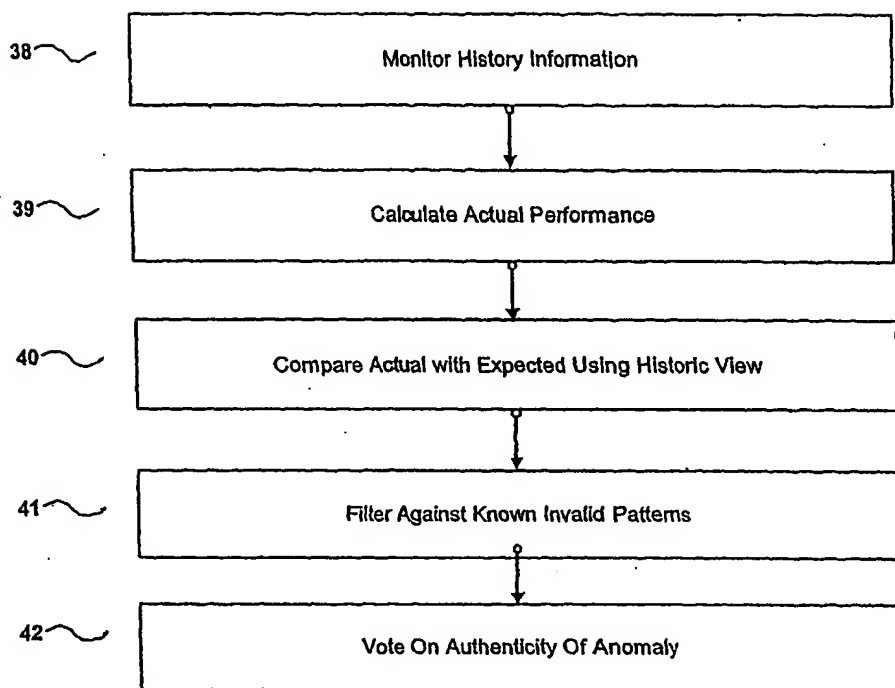 38
Monitor History Information
39
Calculate Actual Performance
40
Compare Actual with Expected Using Historic View
41
Filter Against Known Invalid Patterns
42
Vote On Authenticity Of Anomaly